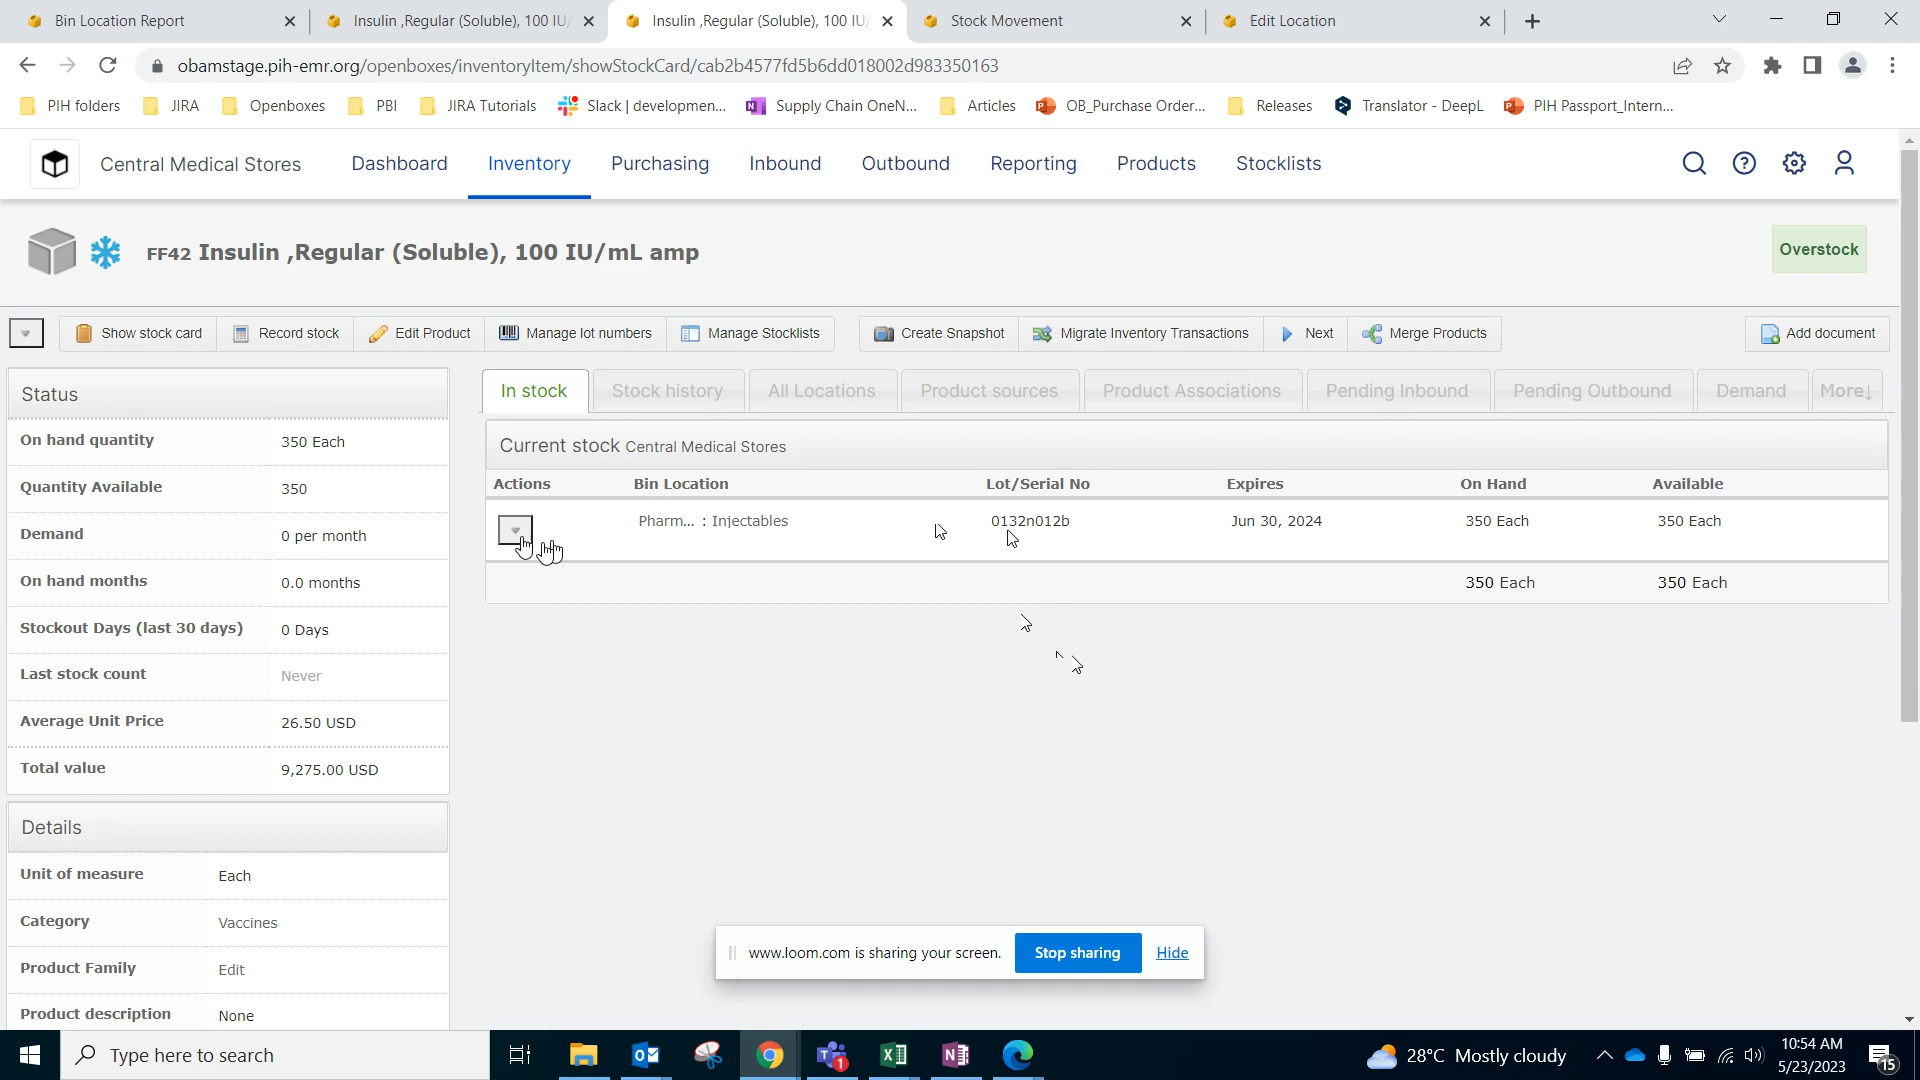 Bin Location Report
Insulin ,Regular (Soluble), 100 IU/
Insulin ,Regular (Soluble), 100 IU/
Stock Movement
Edit Location
obamstage.pih-emr.org/openboxes/inventoryItem/showStockCard/cab2b4577fd5b6dd018002d983350163
PIH folders
JIRA
Openboxes
PBI
JIRA Tutorials
Slack | developmen...
Supply Chain OneN...
Articles
OB_Purchase Order...
Releases
Translator - DeepL
PIH Passport_Intern...
Central Medical Stores
Dashboard
Inventory
Purchasing
Inbound
Outbound
Reporting
Products
Stocklists
FF42 Insulin ,Regular (Soluble), 100 IU/mL amp
Overstock
Show stock card
Record stock
Edit Product
Manage lot numbers
Manage Stocklists
Create Snapshot
Migrate Inventory Transactions
Next
Merge Products
Add document
Status
On hand quantity 350 Each
Quantity Available 350
Demand 0 per month
On hand months 0.0 months
Stockout Days (last 30 days) 0 Days
Last stock count Never
Average Unit Price 26.50 USD
Total value 9,275.00 USD
Details
Unit of measure Each
Category Vaccines
Product Family Edit
Product description None
In stock
Stock history
All Locations
Product sources
Product Associations
Pending Inbound
Pending Outbound
Demand
More↓
Current stock Central Medical Stores
Actions Bin Location Lot/Serial No Expires On Hand Available
Pharm... : Injectables 0132n012b Jun 30, 2024 350 Each 350 Each
350 Each 350 Each
www.loom.com is sharing your screen.
Stop sharing
Hide
Type here to search
1
28°C Mostly cloudy
10:54 AM
5/23/2023
15